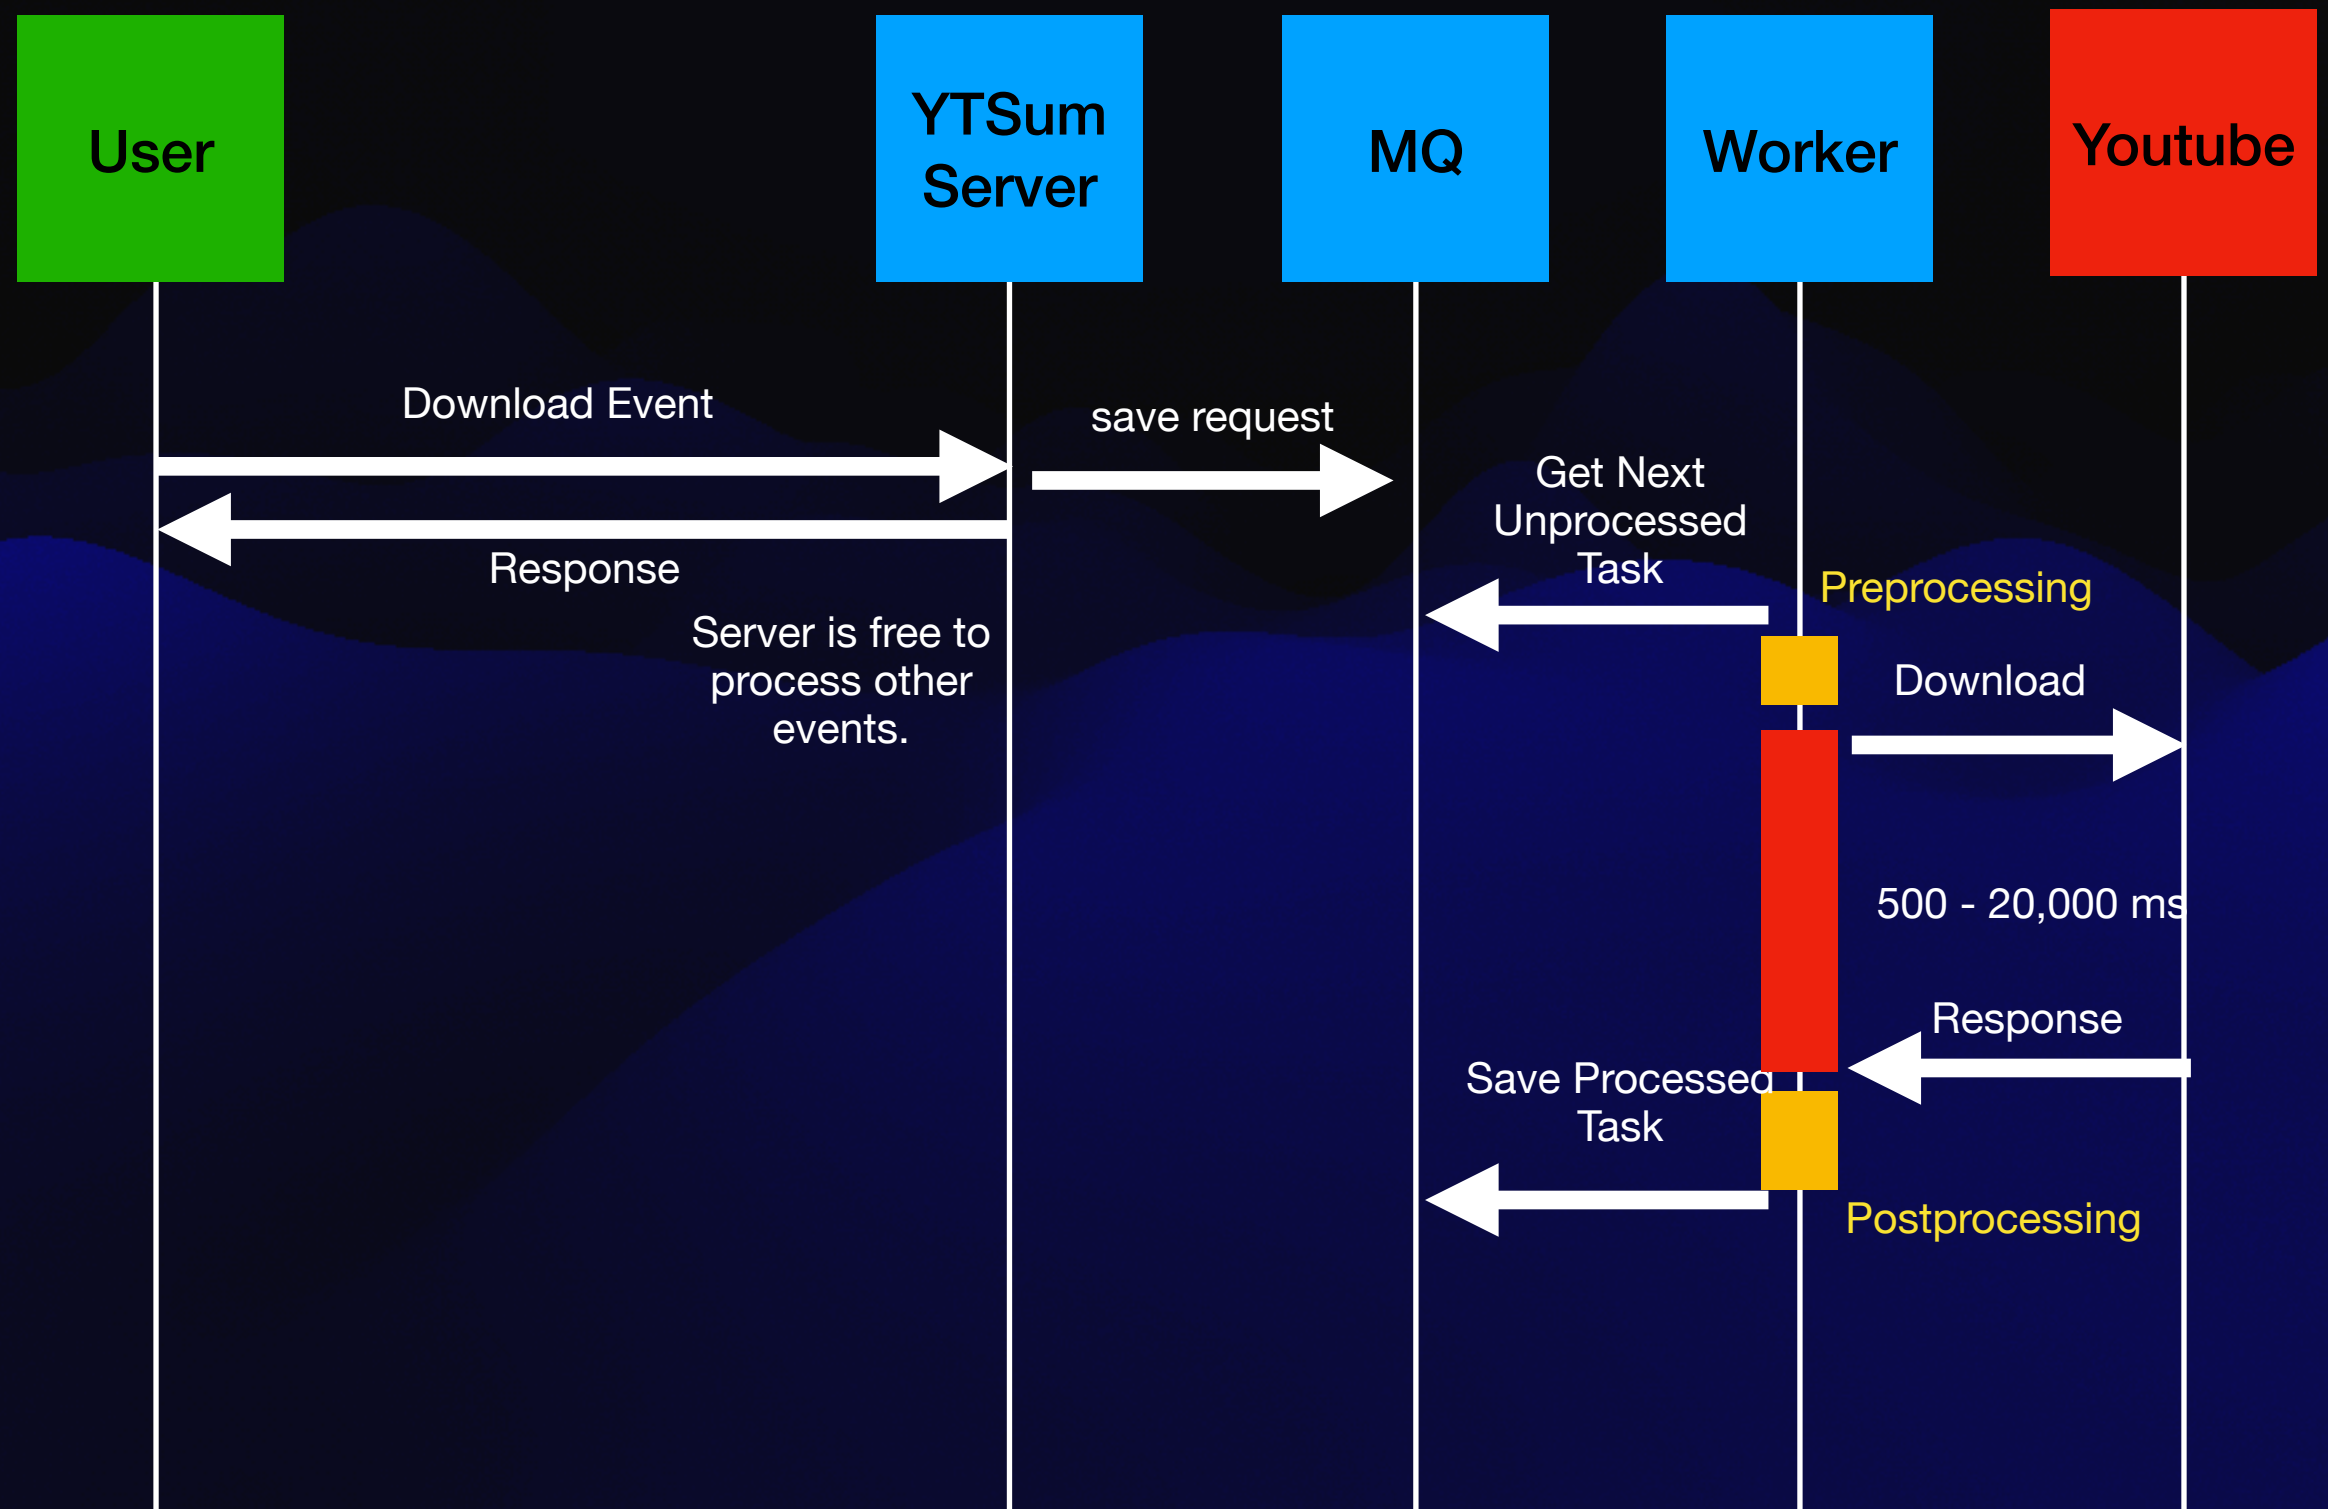 User
YTSum
Server
MQ
Worker
Youtube
Download Event
save request
Get Next
Unprocessed
Task
Response
Preprocessing
Server is free to
process other
events.
Download
500 - 20,000 ms
Response
Save Processed
Task
Postprocessing